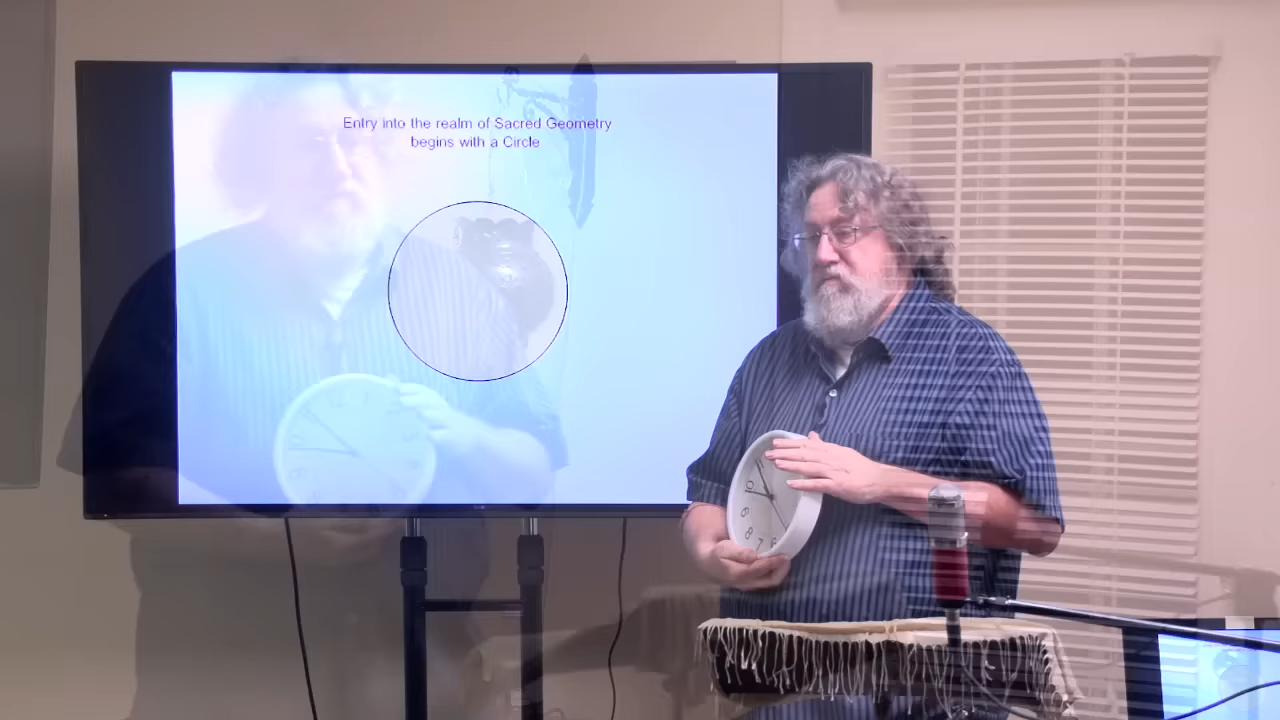 Entry into the realm of Sacred Geometry
begins with a Circle